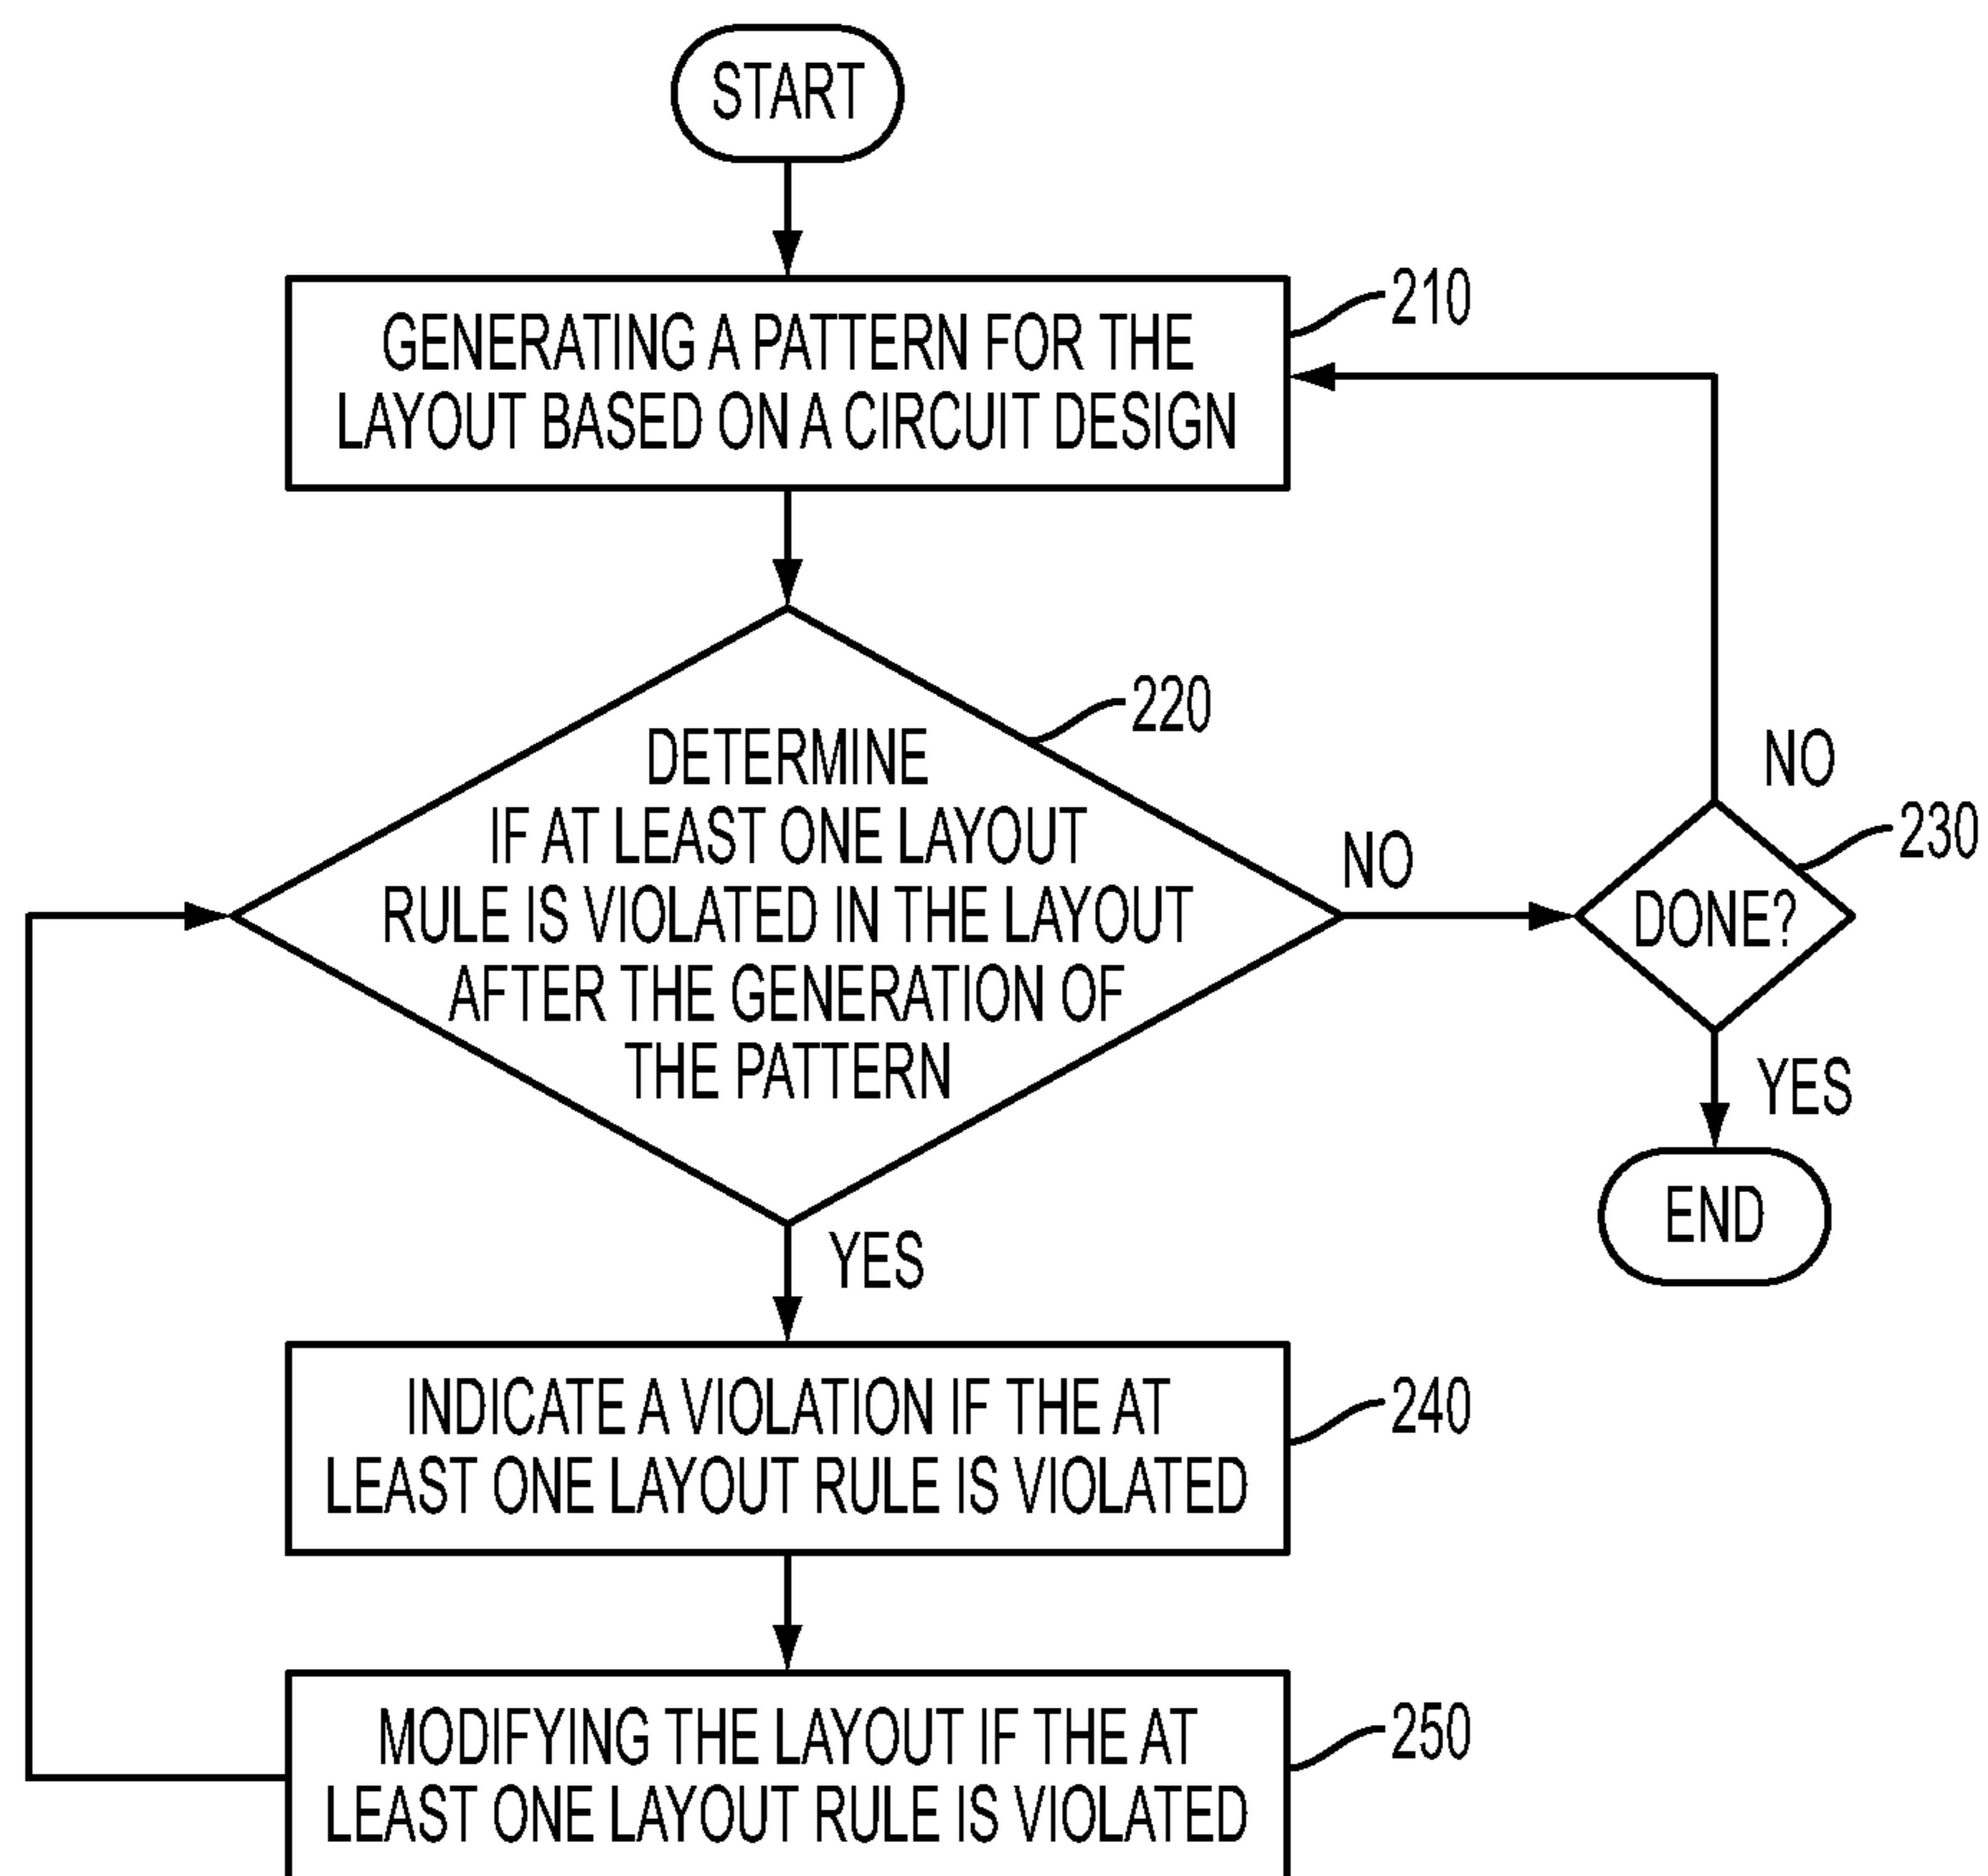 START
GENERATING A PATTERN FOR THE
LAYOUT BASED ON A CIRCUIT DESIGN
210
DETERMINE
IF AT LEAST ONE LAYOUT
RULE IS VIOLATED IN THE LAYOUT
AFTER THE GENERATION OF
THE PATTERN
220
NO
DONE?
230
NO
YES
END
YES
INDICATE A VIOLATION IF THE AT
LEAST ONE LAYOUT RULE IS VIOLATED
240
MODIFYING THE LAYOUT IF THE AT
LEAST ONE LAYOUT RULE IS VIOLATED
250